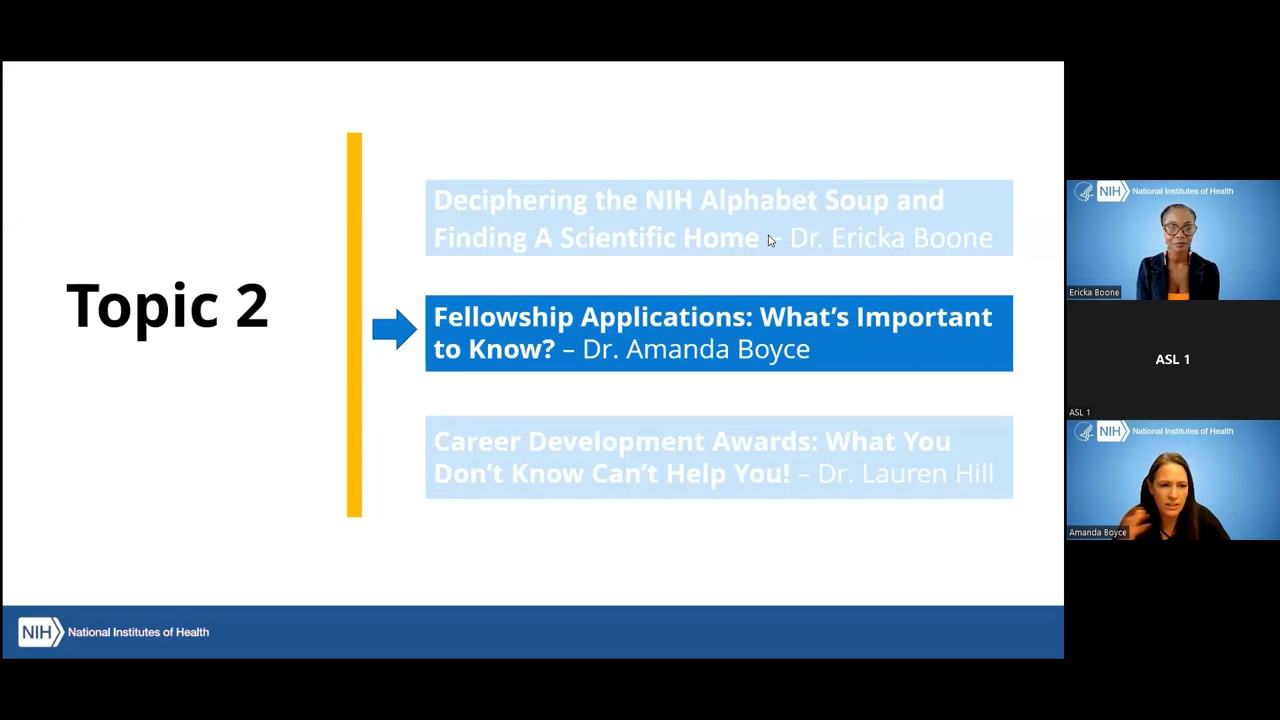 Topic 2
Deciphering the NIH Alphabet Soup and
Finding A Scientific Home – Dr. Ericka Boone
Fellowship Applications: What’s Important
to Know? – Dr. Amanda Boyce
Career Development Awards: What You
Don’t Know Can’t Help You! – Dr. Lauren Hill
NIH National Institutes of Health
NIH National Institutes of Health
Ericka Boone
ASL 1
ASL 1
NIH National Institutes of Health
Amanda Boyce